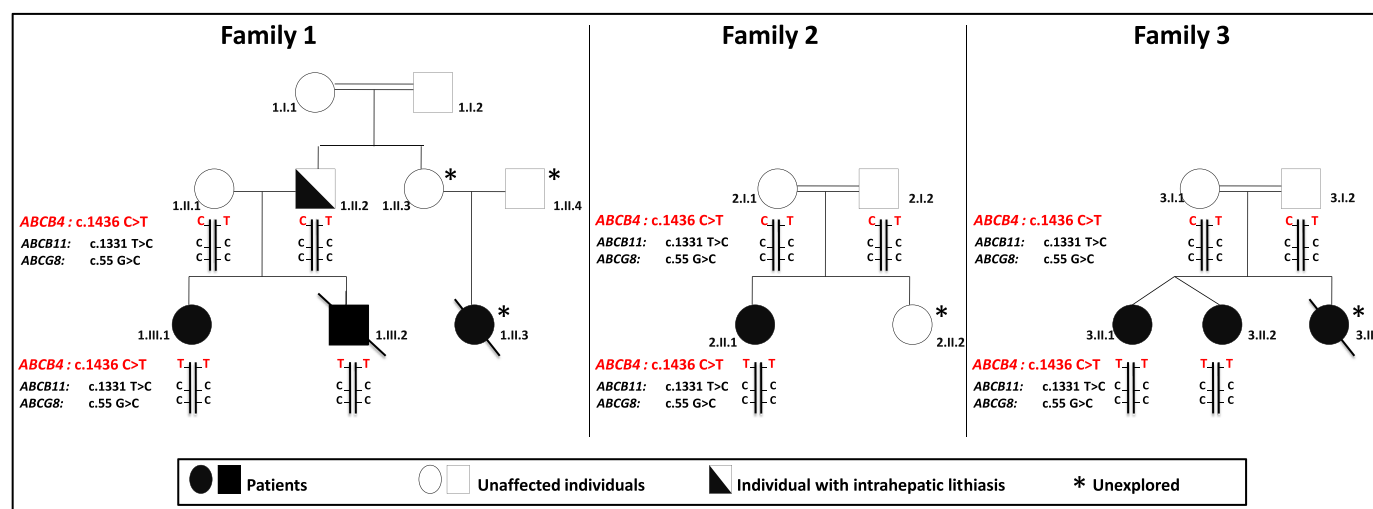 Family 1
Family 2
Family 3
1.I.1
1.I.2
*
*
1.II.1
1.II.2
1.II.3
1.II.4
2.I.1
2.I.2
3.I.1
3.I.2
ABCB4 : c.1436 C>T C T C T
ABCB11: c.1331 T>C C C C C
ABCG8: c.55 G>C C C C C
ABCB4 : c.1436 C>T C T C T
ABCB11: c.1331 T>C C C C C
ABCG8: c.55 G>C C C C C
ABCB4 : c.1436 C>T C T C T
ABCB11: c.1331 T>C C C C C
ABCG8: c.55 G>C C C C C
*
*
*
1.III.1
1.III.2
1.II.3
2.II.1
2.II.2
3.II.1
3.II.2
3.II
ABCB4 : c.1436 C>T T T T T
ABCB11: c.1331 T>C C C C C
ABCG8: c.55 G>C C C C C
ABCB4 : c.1436 C>T T T
ABCB11: c.1331 T>C C C
ABCG8: c.55 G>C C C
ABCB4 : c.1436 C>T T T T T
ABCB11: c.1331 T>C C C C C
ABCG8: c.55 G>C C C C C
Patients
Unaffected individuals
Individual with intrahepatic lithiasis
* Unexplored